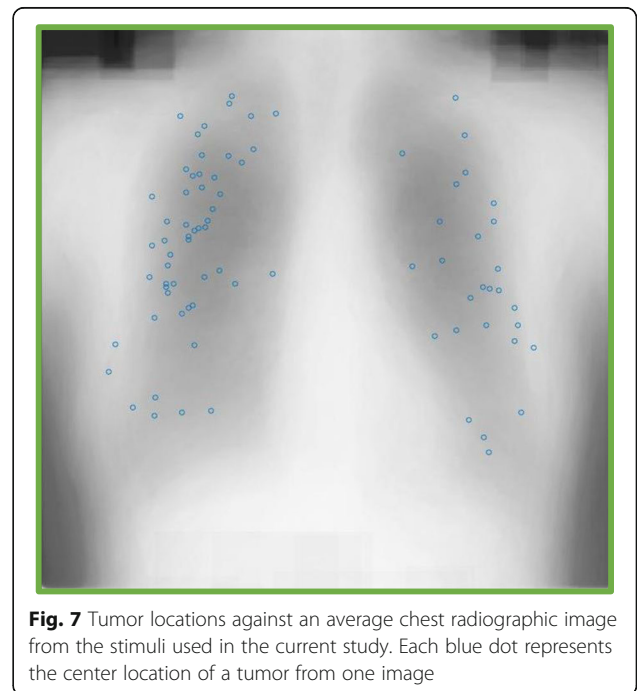 Fig. 7 Tumor locations against an average chest radiographic image
from the stimuli used in the current study. Each blue dot represents
the center location of a tumor from one image